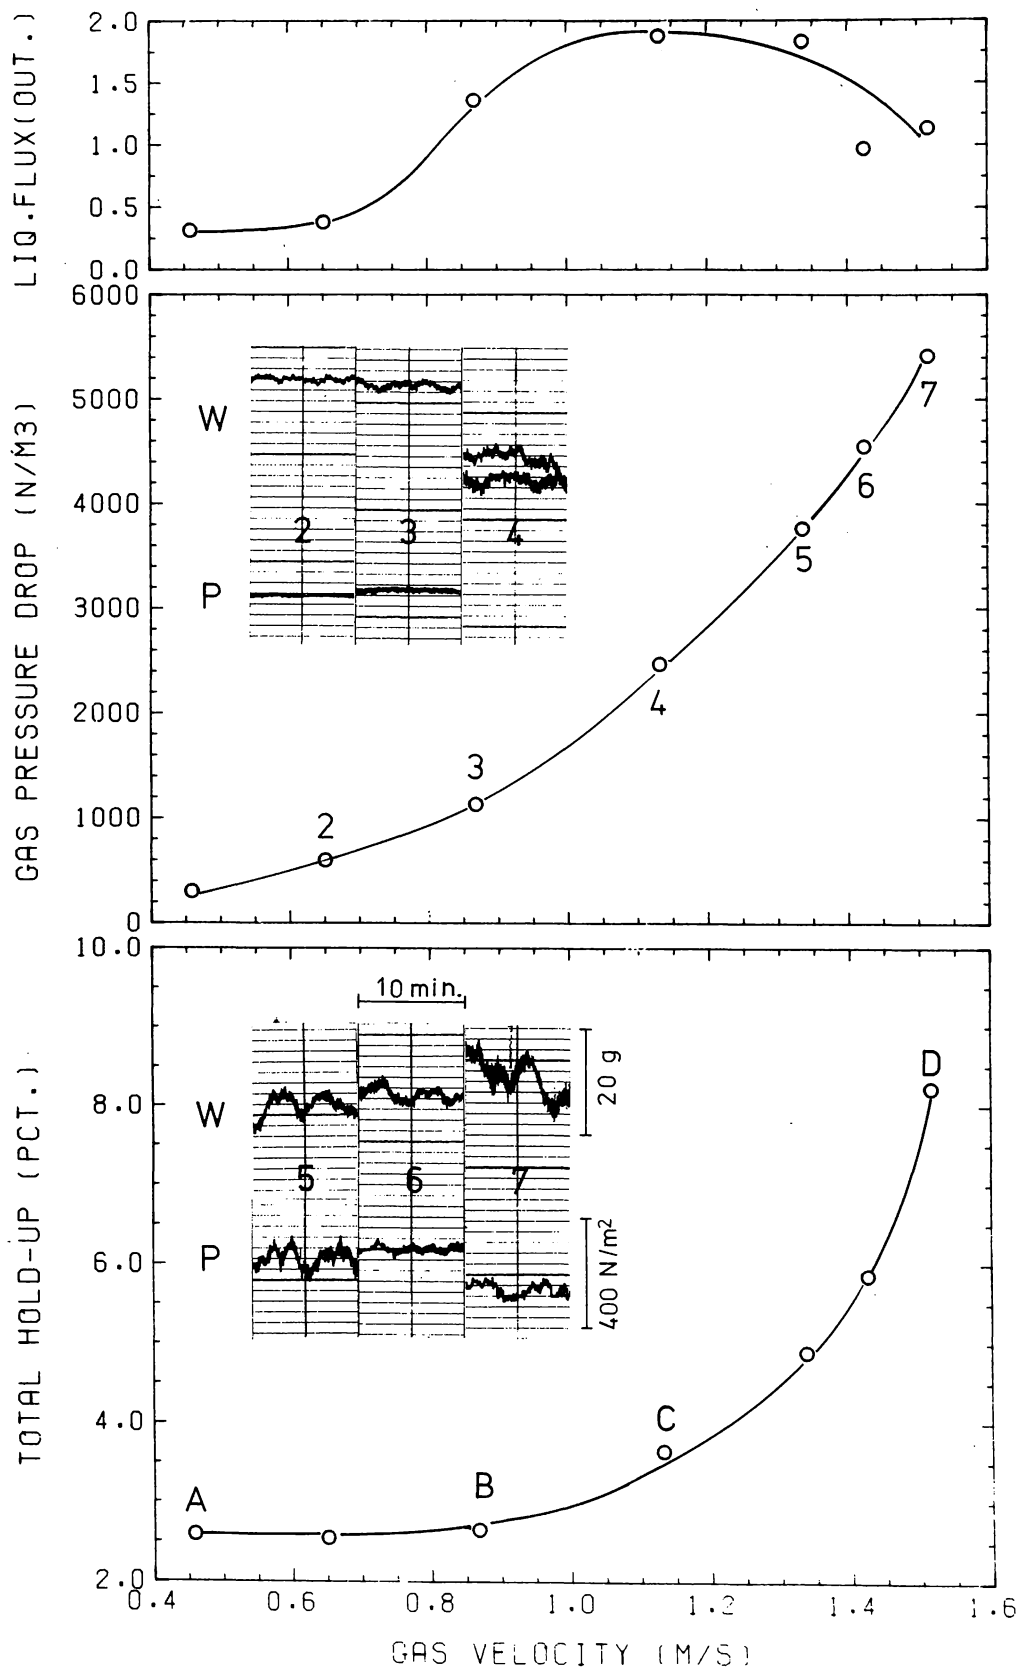 LIQ.FLUX(OUT.)
2.0
1.5
1.0
0.5
0.0
GAS PRESSURE DROP (N/M3)
6000
5000
4000
3000
2000
1000
0
W
P
2 3 4
2
3
4
5
6
7
TOTAL HOLD-UP (PCT.)
10.0
8.0
6.0
4.0
2.0
10 min.
W
20 g
5 6 7
P
400 N/m²
A
B
C
D
0.4 0.6 0.8 1.0 1.2 1.4 1.6
GAS VELOCITY (M/S)